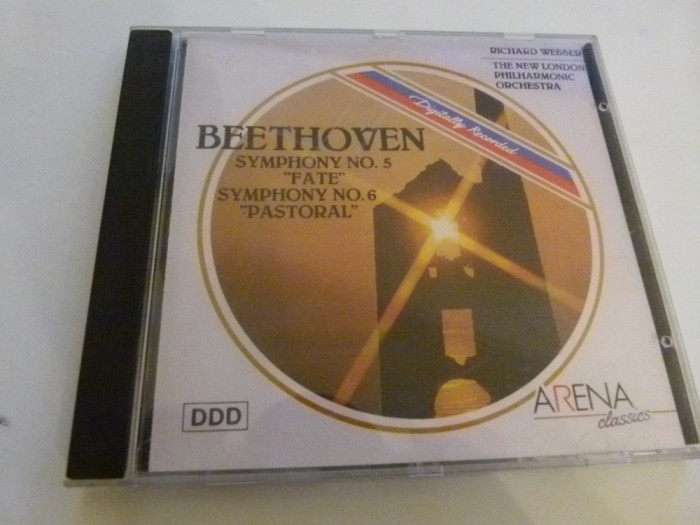 RICHARD WEBBER
THE NEW LONDON
PHILHARMONIC
ORCHESTRA
Digitally Recorded
BEETHOVEN
SYMPHONY NO. 5
"FATE"
SYMPHONY NO. 6
"PASTORAL"
DDD
ARENA
classics